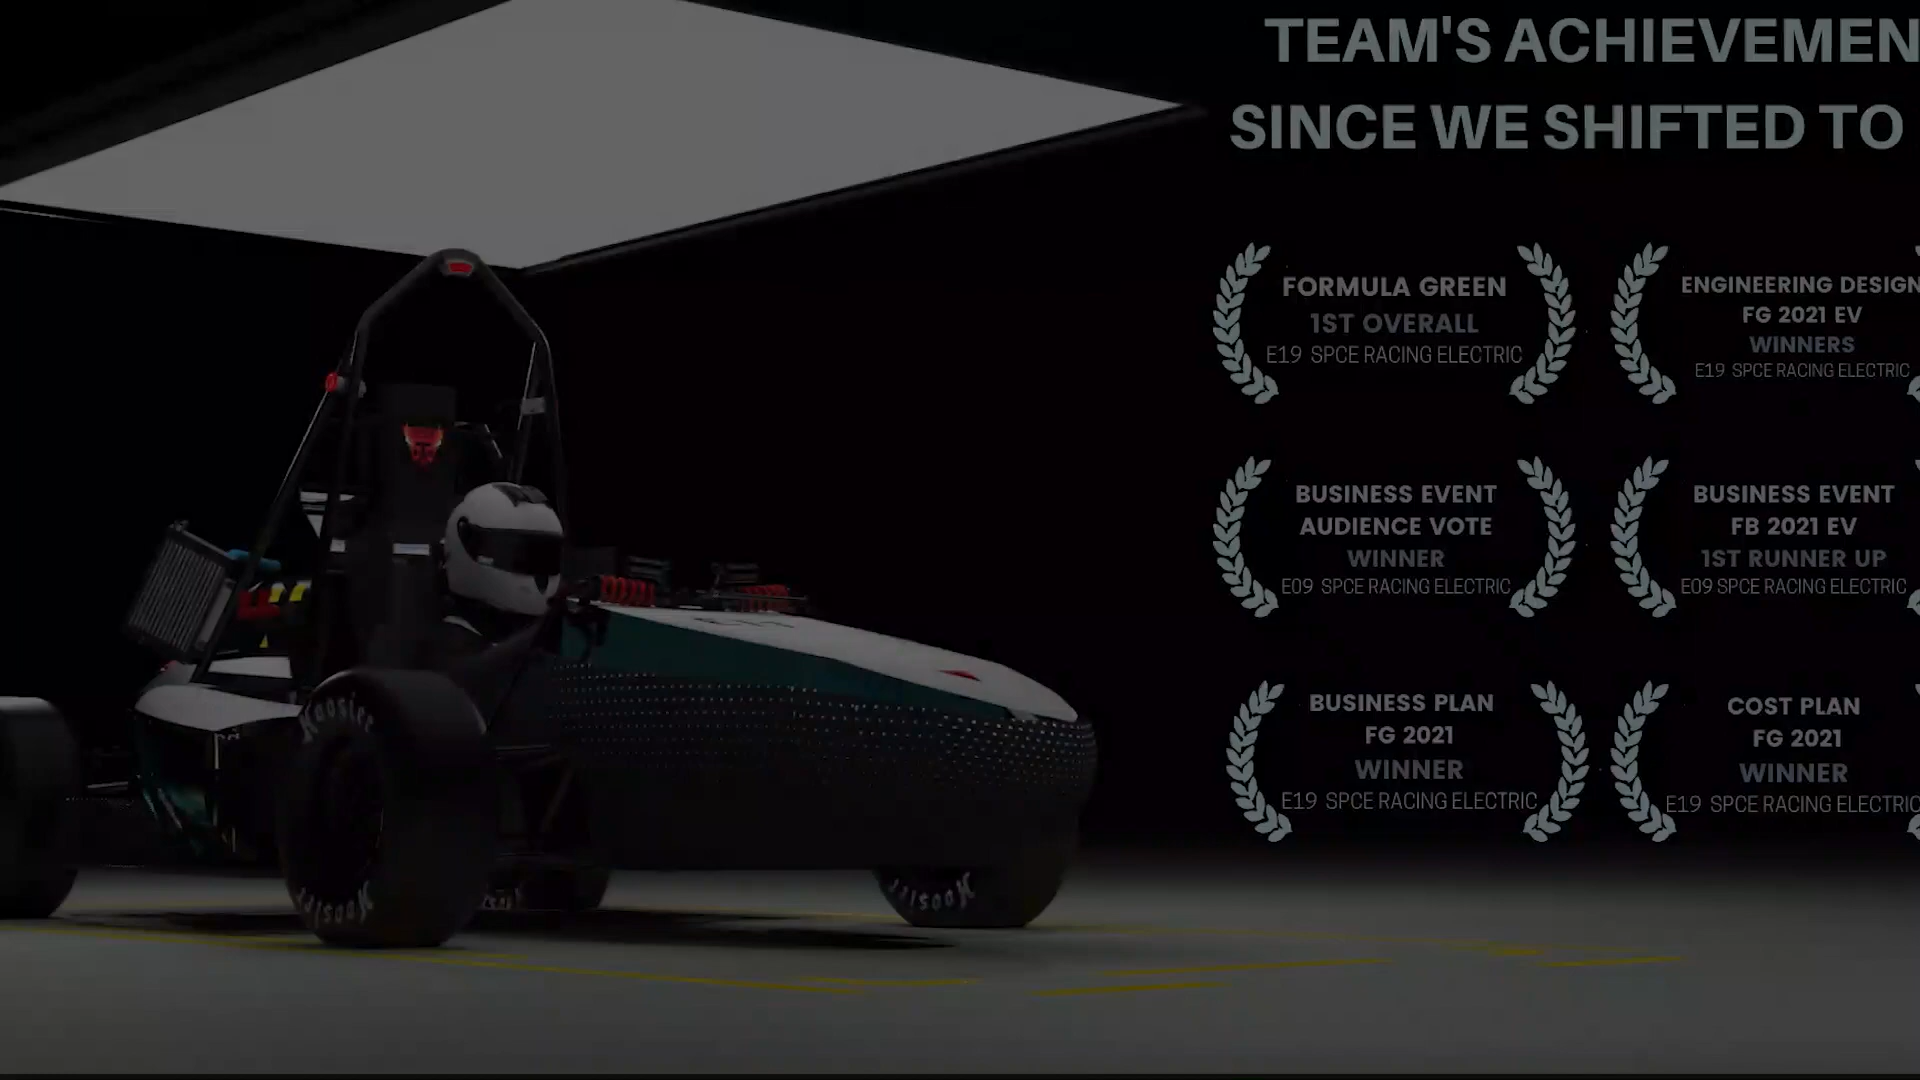 TEAM'S ACHIEVEMEN
SINCE WE SHIFTED TO
FORMULA GREEN
1ST OVERALL
E19 SPCE RACING ELECTRIC
ENGINEERING DESIGN
FG 2021 EV
WINNERS
E19 SPCE RACING ELECTRIC
BUSINESS EVENT
AUDIENCE VOTE
WINNER
E09 SPCE RACING ELECTRIC
BUSINESS EVENT
FB 2021 EV
1ST RUNNER UP
E09 SPCE RACING ELECTRIC
BUSINESS PLAN
FG 2021
WINNER
E19 SPCE RACING ELECTRIC
COST PLAN
FG 2021
WINNER
E19 SPCE RACING ELECTRIC
Hoosier
Hoosier
Hoosier